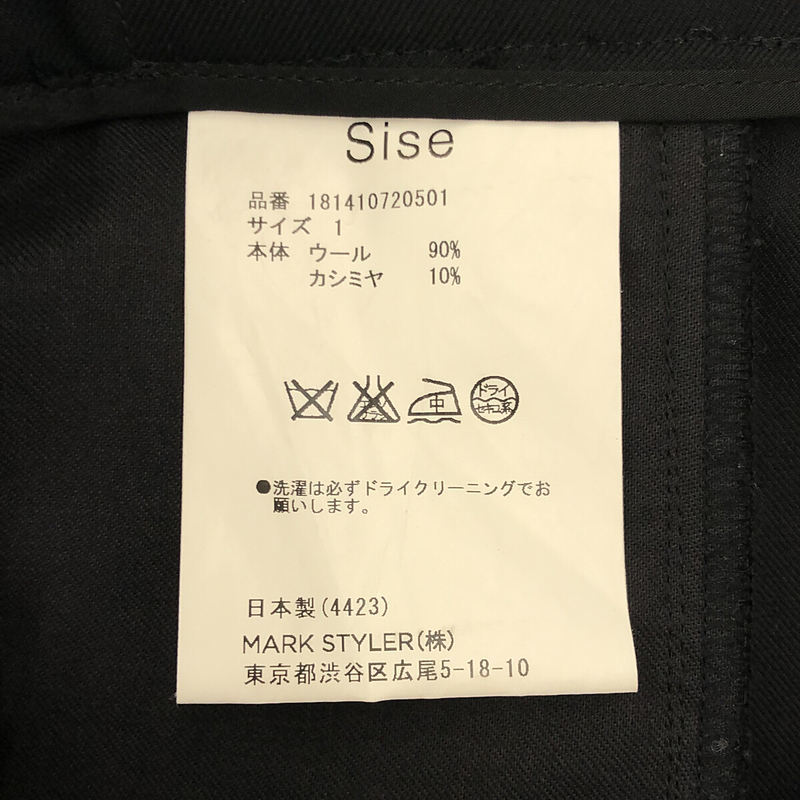 Sise
品番 181410720501
サイズ 1
本体 ウール 90%
カシミヤ 10%
中 ドライ セキユ系
●洗濯は必ずドライクリーニングでお
願いします。
日本製(4423)
MARK STYLER(株)
東京都渋谷区広尾5-18-10